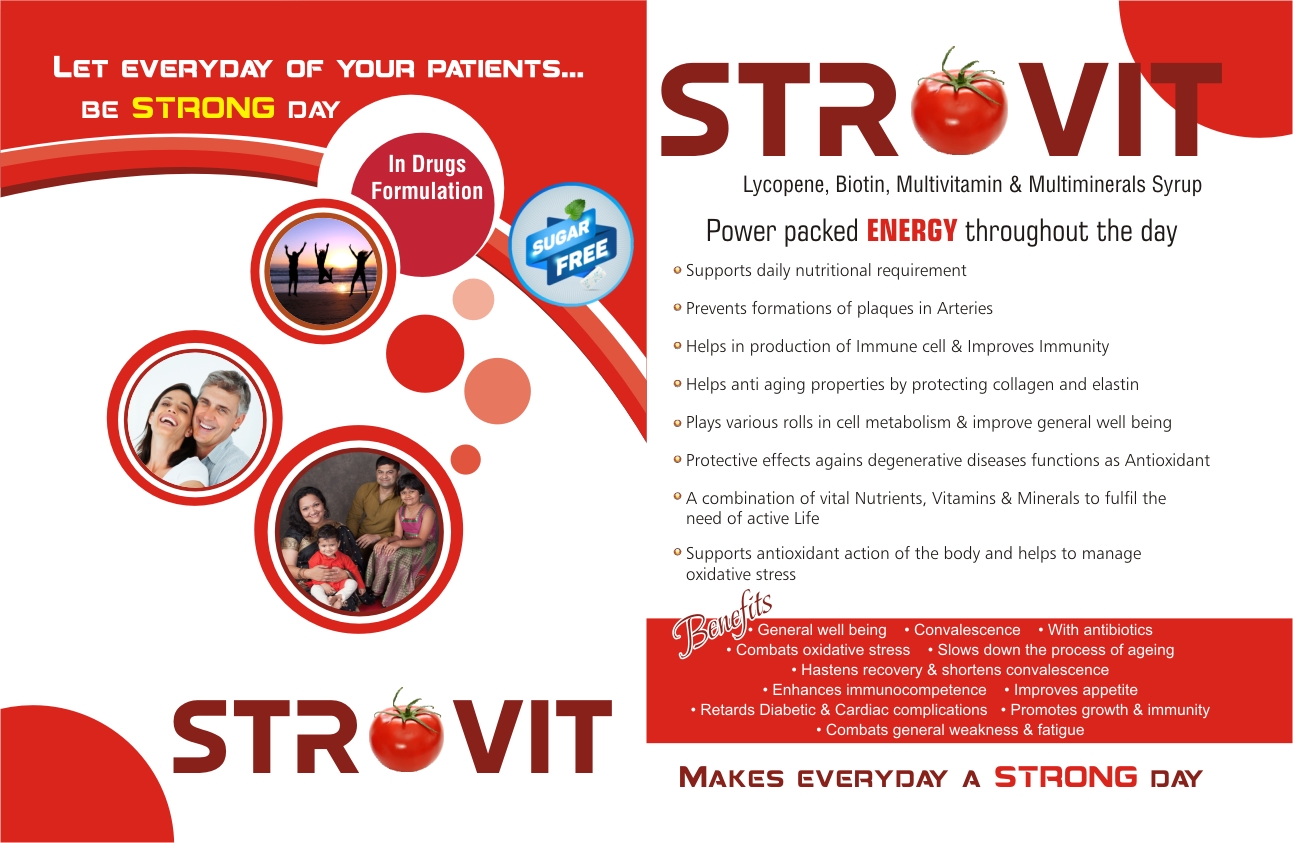 LET EVERYDAY OF YOUR PATIENTS...
BE STRONG DAY
In Drugs
Formulation
SUGAR
FREE
STROVIT
STROVIT
Lycopene, Biotin, Multivitamin & Multiminerals Syrup
Power packed ENERGY throughout the day
Supports daily nutritional requirement
Prevents formations of plaques in Arteries
Helps in production of Immune cell & Improves Immunity
Helps anti aging properties by protecting collagen and elastin
Plays various rolls in cell metabolism & improve general well being
Protective effects agains degenerative diseases functions as Antioxidant
A combination of vital Nutrients, Vitamins & Minerals to fulfil the
need of active Life
Supports antioxidant action of the body and helps to manage
oxidative stress
Benefits
• General well being • Convalescence • With antibiotics
• Combats oxidative stress • Slows down the process of ageing
• Hastens recovery & shortens convalescence
• Enhances immunocompetence • Improves appetite
• Retards Diabetic & Cardiac complications • Promotes growth & immunity
• Combats general weakness & fatigue
MAKES EVERYDAY A STRONG DAY